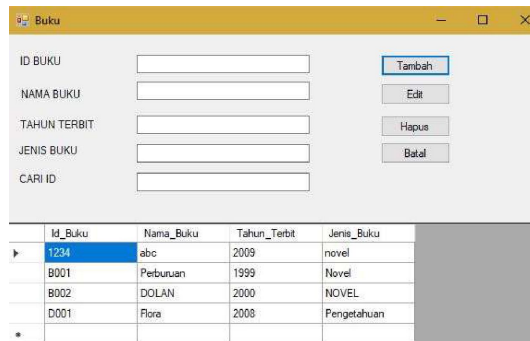 Buku
ID BUKU
Tambah
NAMA BUKU
Edit
TAHUN TERBIT
Hapus
JENIS BUKU
Batal
CARI ID
Id_Buku Nama_Buku Tahun_Terbit Jenis_Buku
1234 abc 2009 novel
B001 Perburuan 1999 Novel
B002 DOLAN 2000 NOVEL
D001 Flora 2008 Pengetahuan